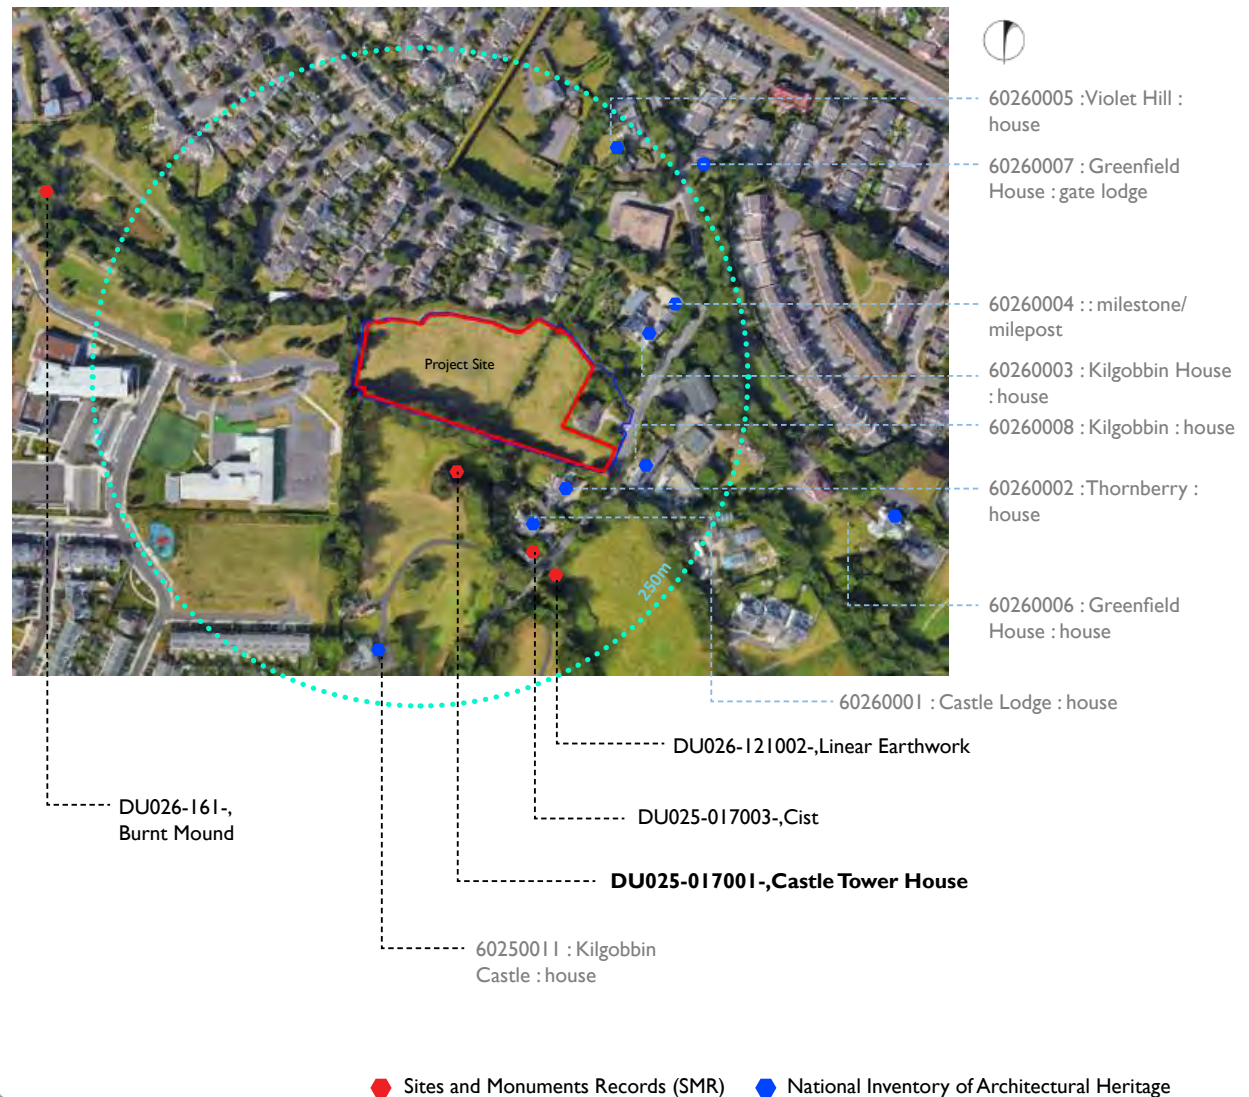 60260005 : Violet Hill :
house
60260007 : Greenfield
House : gate lodge
60260004 : : milestone/
milepost
Project Site
60260003 : Kilgobbin House
: house
60260008 : Kilgobbin : house
60260002 : Thornberry :
house
250m
60260006 : Greenfield
House : house
60260001 : Castle Lodge : house
DU026-121002-,Linear Earthwork
DU026-161-,
Burnt Mound
DU025-017003-,Cist
DU025-017001-,Castle Tower House
60250011 : Kilgobbin
Castle : house
Sites and Monuments Records (SMR)
National Inventory of Architectural Heritage